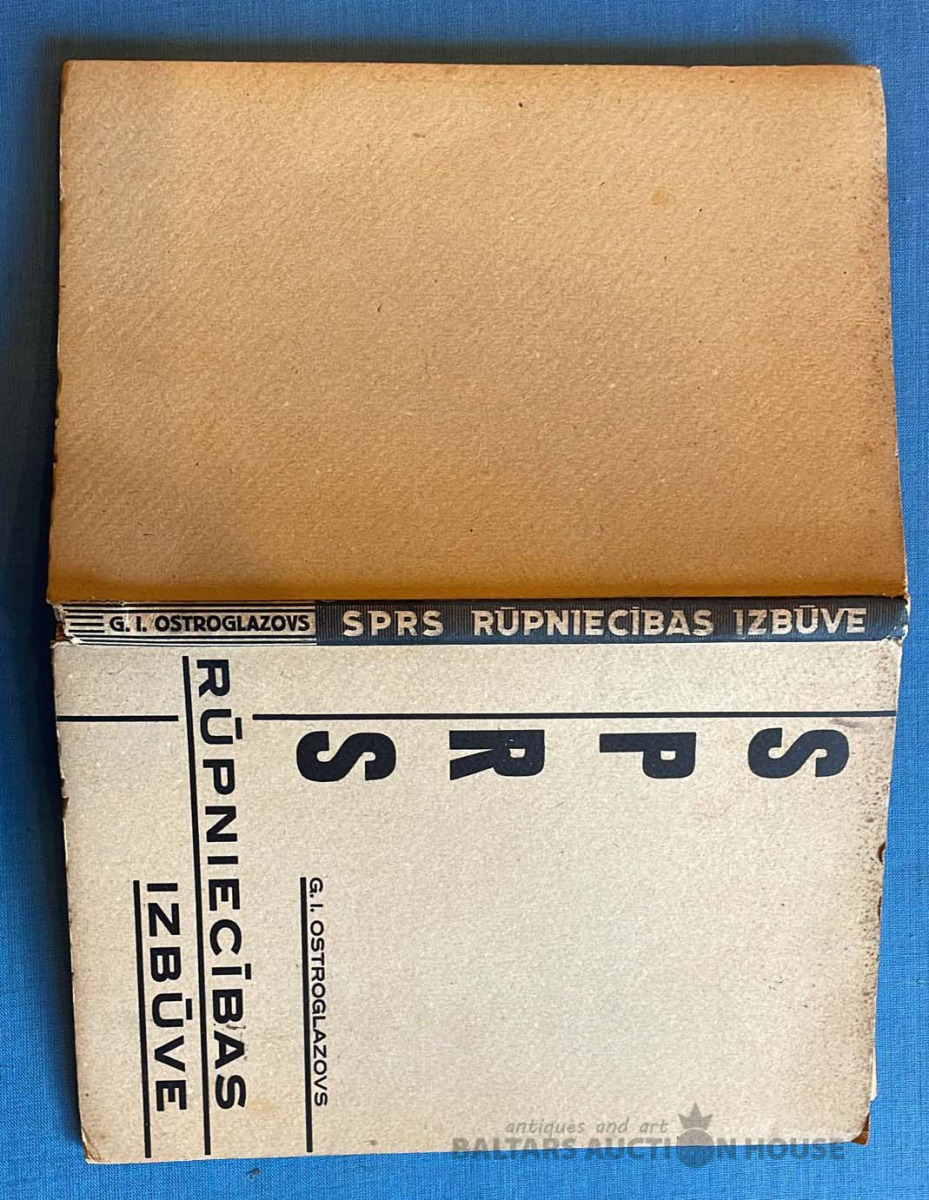 G. I. OSTROGLAZOVS SPRS RŪPNIECĪBAS IZBŪVE
S
P
R
S
G. I. OSTROGLAZOVS
RŪPNIECĪBAS
IZBŪVE
antiques and art
BALTARS AUCTION HOUSE